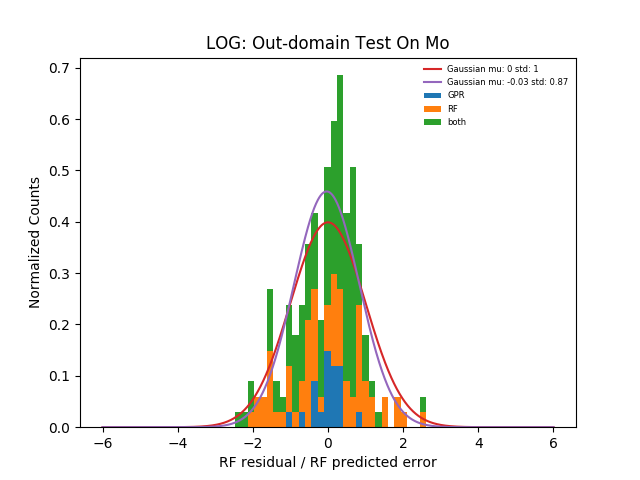 LOG: Out-domain Test On Mo
Gaussian mu: 0 std: 1
Gaussian mu: -0.03 std: 0.87
GPR
RF
both
Normalized Counts
0.7
0.6
0.5
0.4
0.3
0.2
0.1
0.0
−6 −4 −2 0 2 4 6
RF residual / RF predicted error